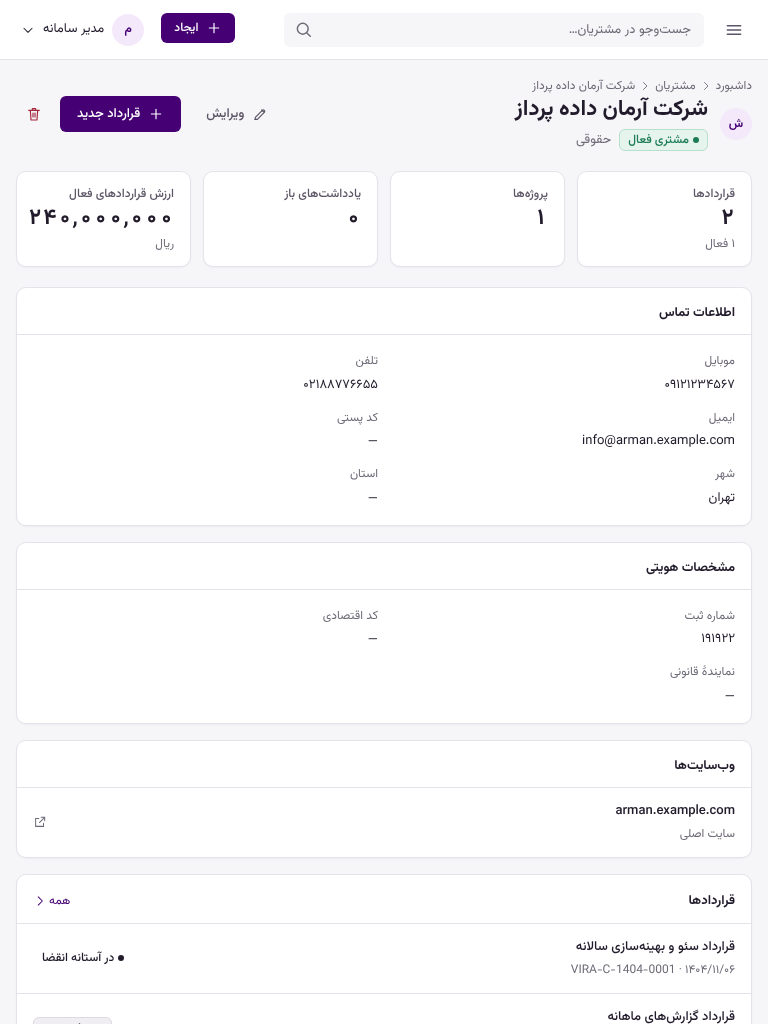 جست‌وجو در مشتریان...
ایجاد
م
مدیر سامانه
داشبورد
مشتریان
شرکت آرمان داده پرداز
ش
شرکت آرمان داده پرداز
مشتری فعال
حقوقی
ویرایش
قرارداد جدید
قراردادها
۲
۱ فعال
پروژه‌ها
۱
یادداشت‌های باز
۰
ارزش قراردادهای فعال
۲۴۰,۰۰۰,۰۰۰
ریال
اطلاعات تماس
موبایل
۰۹۱۲۱۲۳۴۵۶۷
تلفن
۰۲۱۸۸۷۷۶۶۵۵
ایمیل
info@arman.example.com
کد پستی
—
شهر
تهران
استان
—
مشخصات هویتی
شماره ثبت
۱۹۱۹۲۲
کد اقتصادی
—
نمایندهٔ قانونی
—
وب‌سایت‌ها
arman.example.com
سایت اصلی
قراردادها
همه
قرارداد سئو و بهینه‌سازی سالانه
VIRA-C-1404-0001 · ۱۴۰۴/۱۱/۰۶
در آستانه انقضا
قرارداد گزارش‌های ماهانه